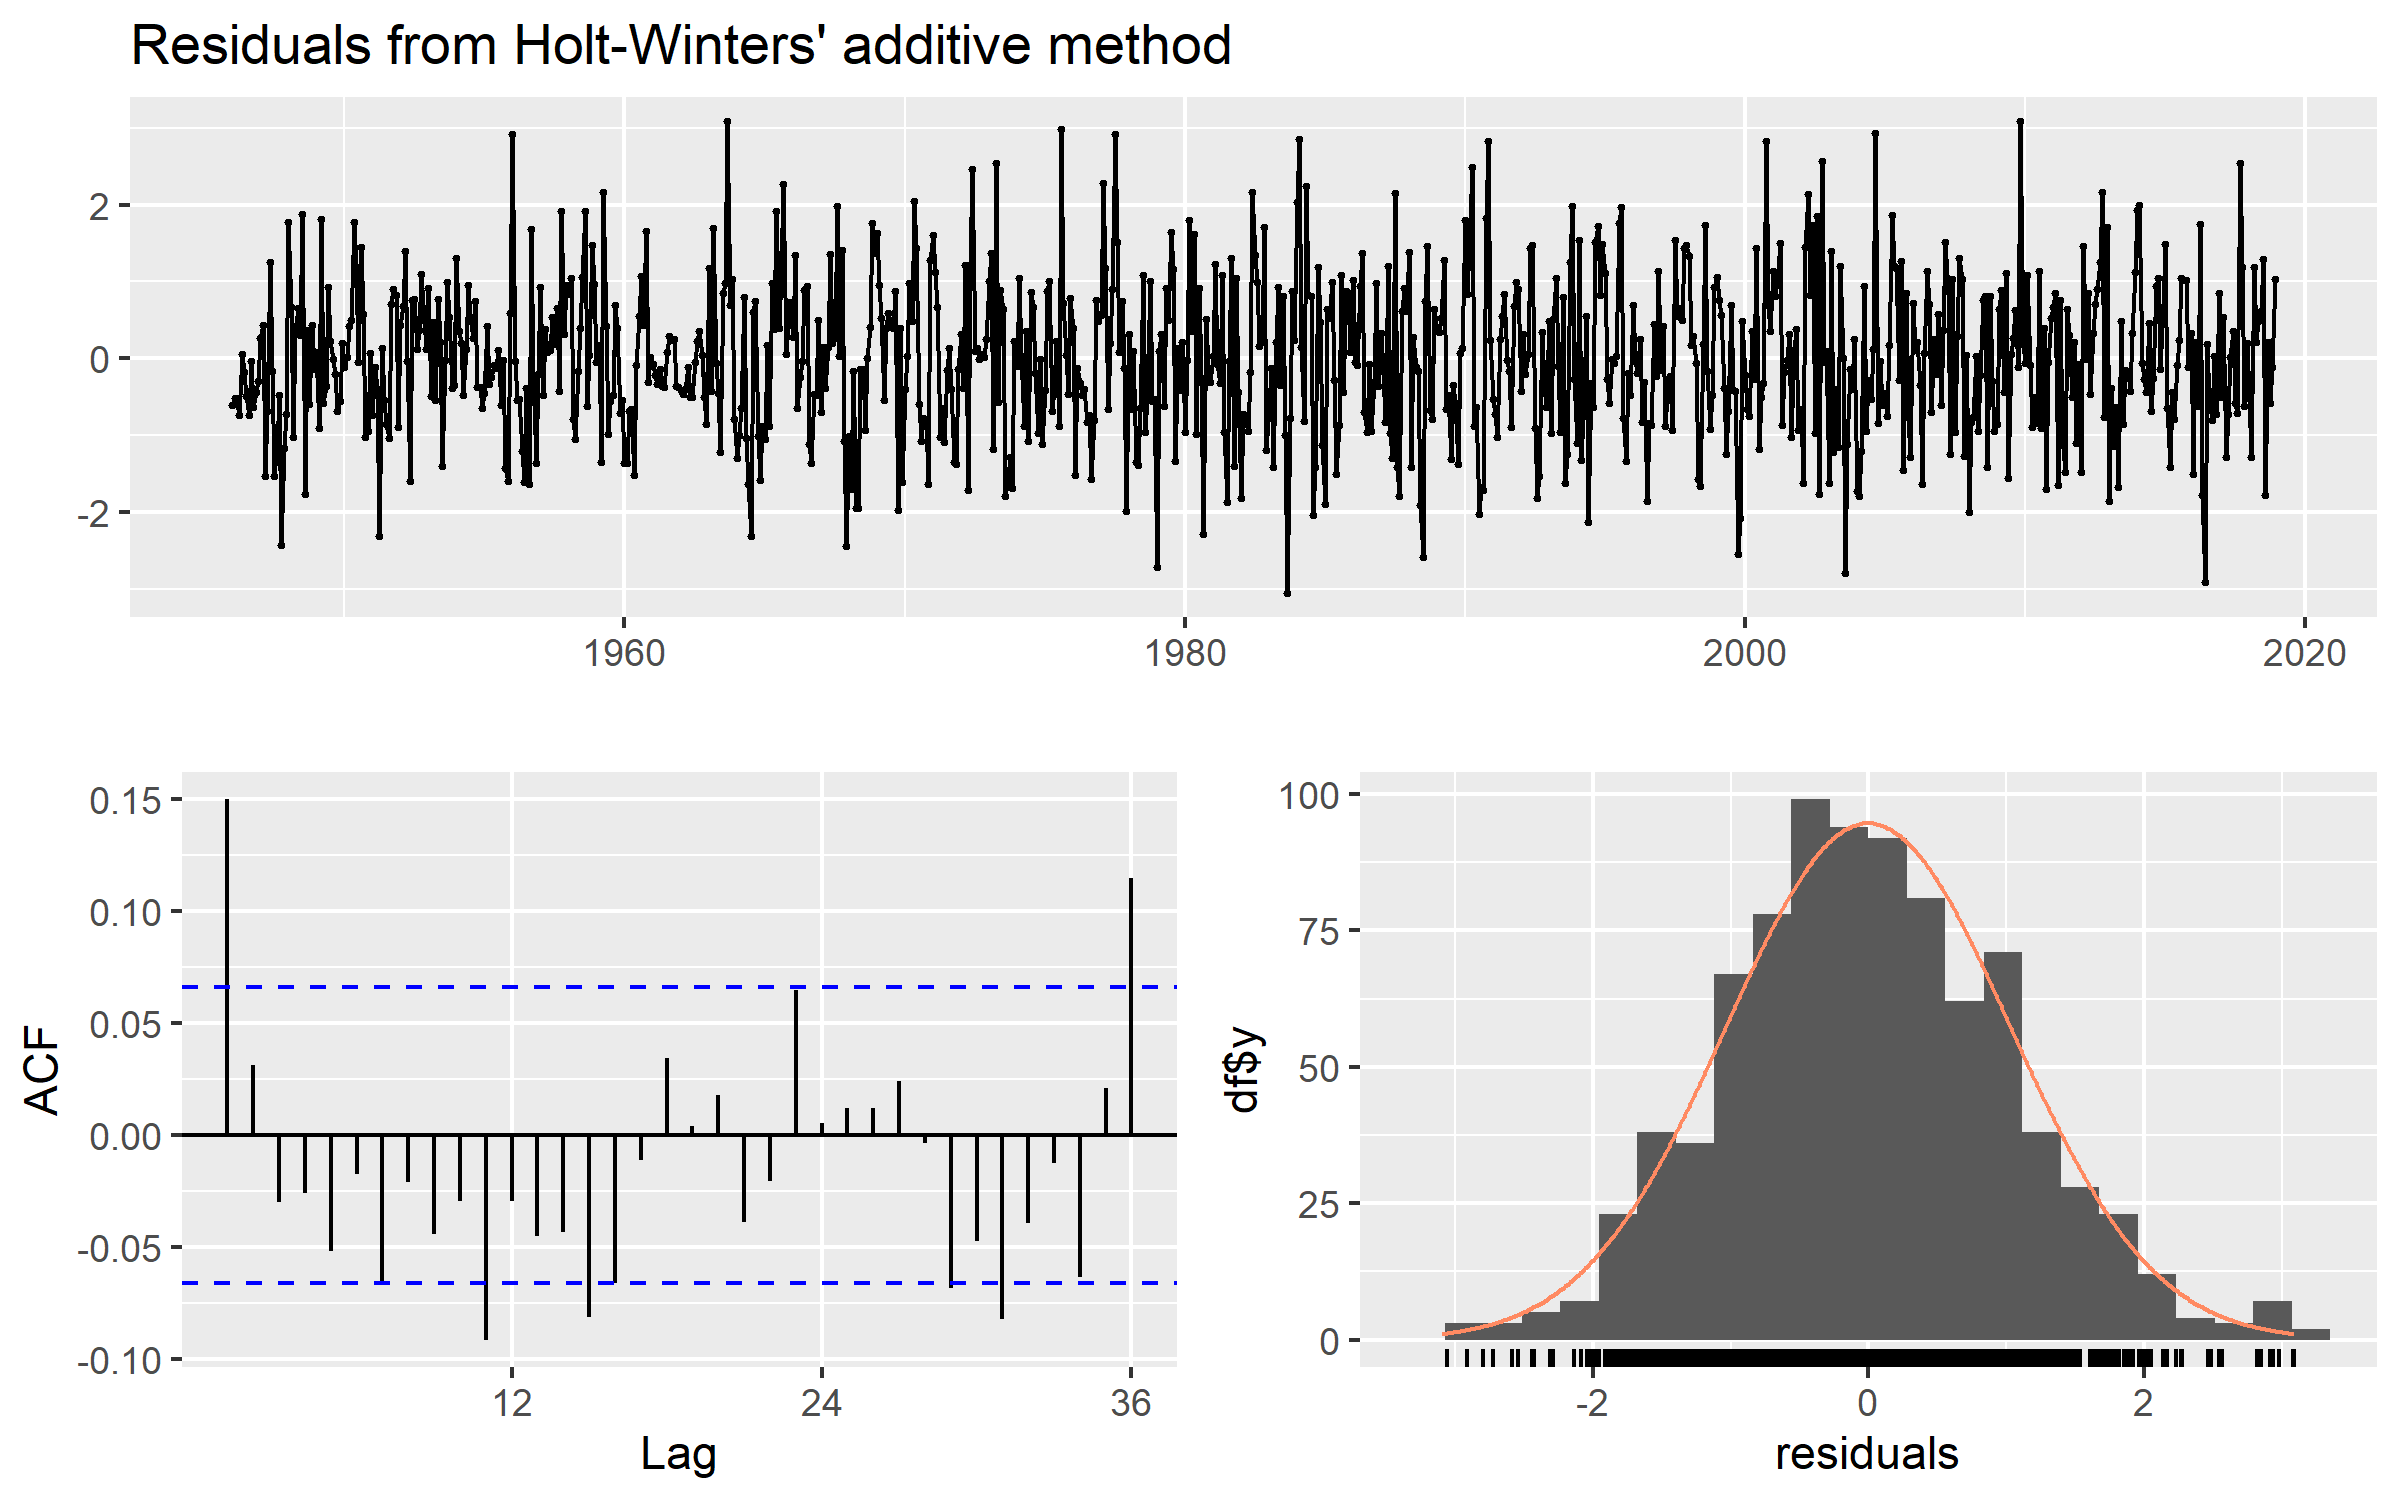 Residuals from Holt-Winters' additive method
2
0
-2
1960 1980 2000 2020
ACF
0.15
0.10
0.05
0.00
-0.05
-0.10
12 24 36
Lag
df$y
100
75
50
25
0
-2 0 2
residuals